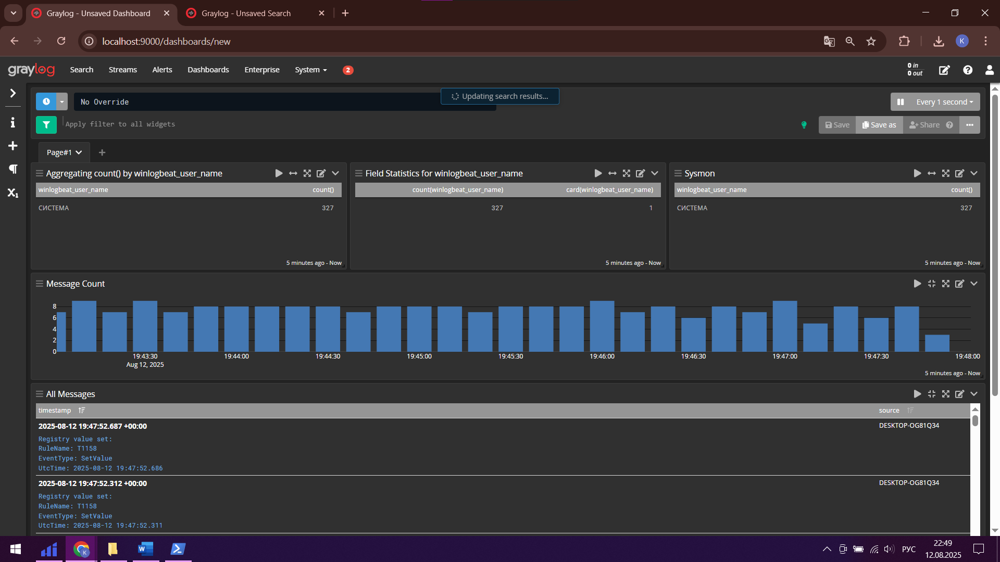 Graylog - Unsaved Dashboard
Graylog - Unsaved Search
localhost:9000/dashboards/new
K
graylog
Search
Streams
Alerts
Dashboards
Enterprise
System
2
0 in
0 out
No Override
Updating search results...
Every 1 second
Apply filter to all widgets
Save
Save as
Share
Page#1
Aggregating count() by winlogbeat_user_name
winlogbeat_user_name count()
СИСТЕМА 327
5 minutes ago - Now
Field Statistics for winlogbeat_user_name
count(winlogbeat_user_name) card(winlogbeat_user_name)
327 1
5 minutes ago - Now
Sysmon
winlogbeat_user_name count()
СИСТЕМА 327
5 minutes ago - Now
Message Count
8
6
4
2
0
19:43:30 19:44:00 19:44:30 19:45:00 19:45:30 19:46:00 19:46:30 19:47:00 19:47:30 19:48:00
Aug 12, 2025
5 minutes ago - Now
All Messages
timestamp source
2025-08-12 19:47:52.687 +00:00 DESKTOP-OG81Q34
Registry value set:
RuleName: T1158
EventType: SetValue
UtcTime: 2025-08-12 19:47:52.686
2025-08-12 19:47:52.312 +00:00 DESKTOP-OG81Q34
Registry value set:
RuleName: T1158
EventType: SetValue
UtcTime: 2025-08-12 19:47:52.311
РУС
22:49
12.08.2025